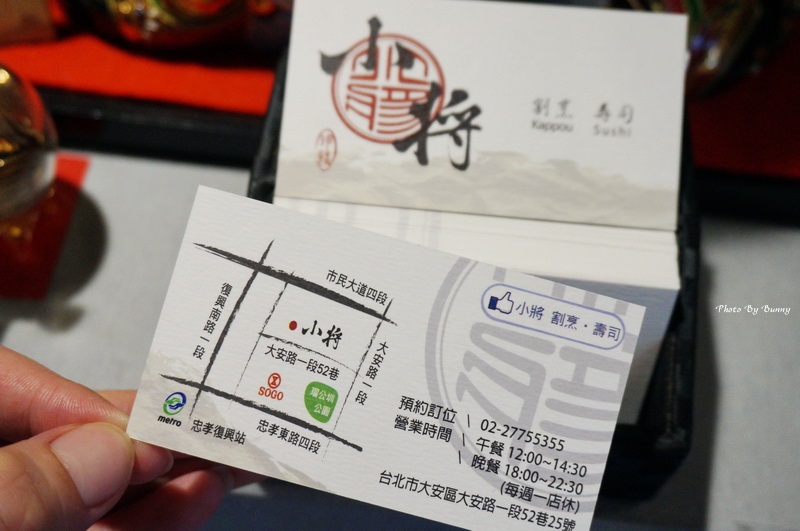 小將
割烹 壽司
Kappou Sushi
小將 割烹・壽司
市民大道四段
復興南路一段
小將
大安路一段52巷
大安路一段
SOGO
公園
metro
忠孝復興站
忠孝東路四段
預約訂位 \ 02-27755355
營業時間 \ 午餐 12:00~14:30
\ 晚餐 18:00~22:30
(每週一店休)
台北市大安區大安路一段52巷25號
Photo By Bunny